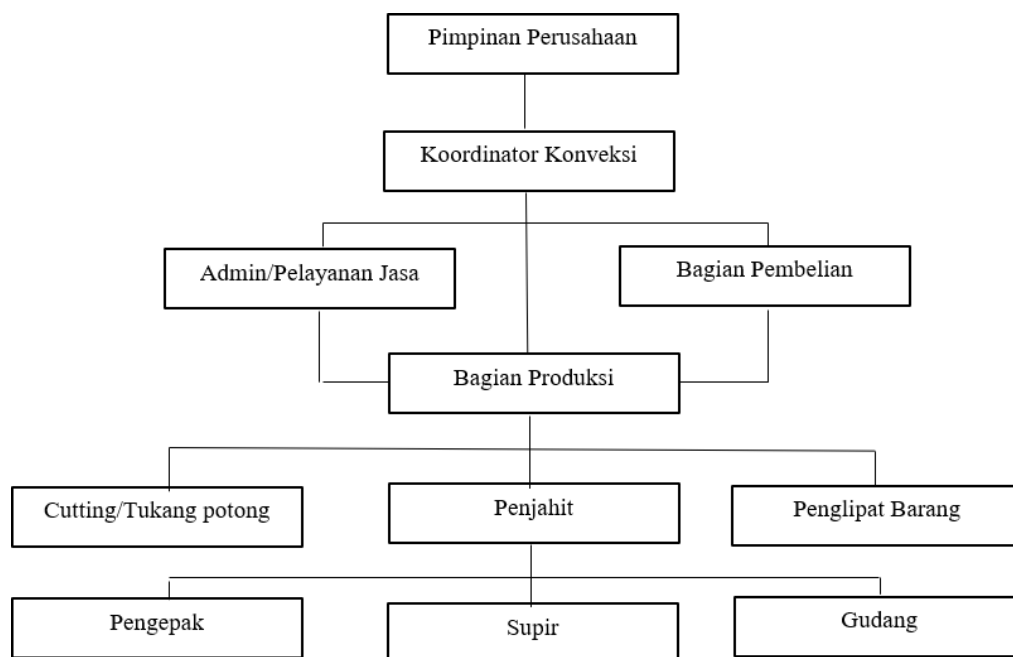 Pimpinan Perusahaan
Koordinator Konveksi
Admin/Pelayanan Jasa
Bagian Pembelian
Bagian Produksi
Cutting/Tukang potong
Penjahit
Penglipat Barang
Pengepak
Supir
Gudang